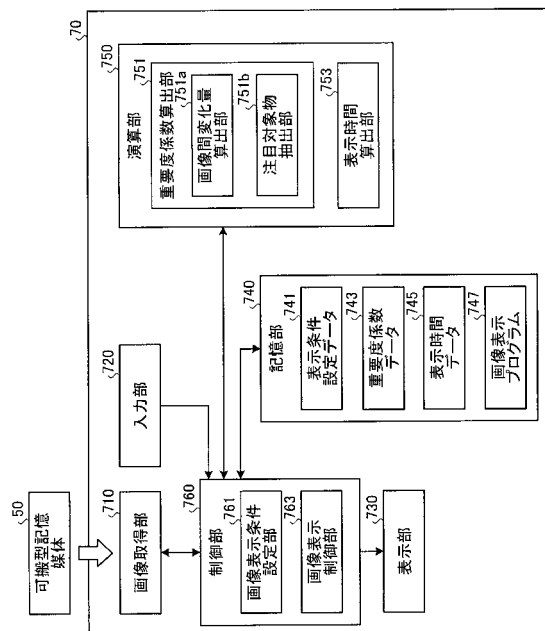 50
可搬型記憶
媒体
70
710
画像取得部
720
入力部
750
演算部
751
重要度係数算出部
751a
画像間変化量
算出部
751b
注目対象物
抽出部
753
表示時間
算出部
760
制御部
761
画像表示条件
設定部
763
画像表示
制御部
740
記憶部
741
表示条件
設定データ
743
重要度係数
データ
745
表示時間
データ
747
画像表示
プログラム
730
表示部